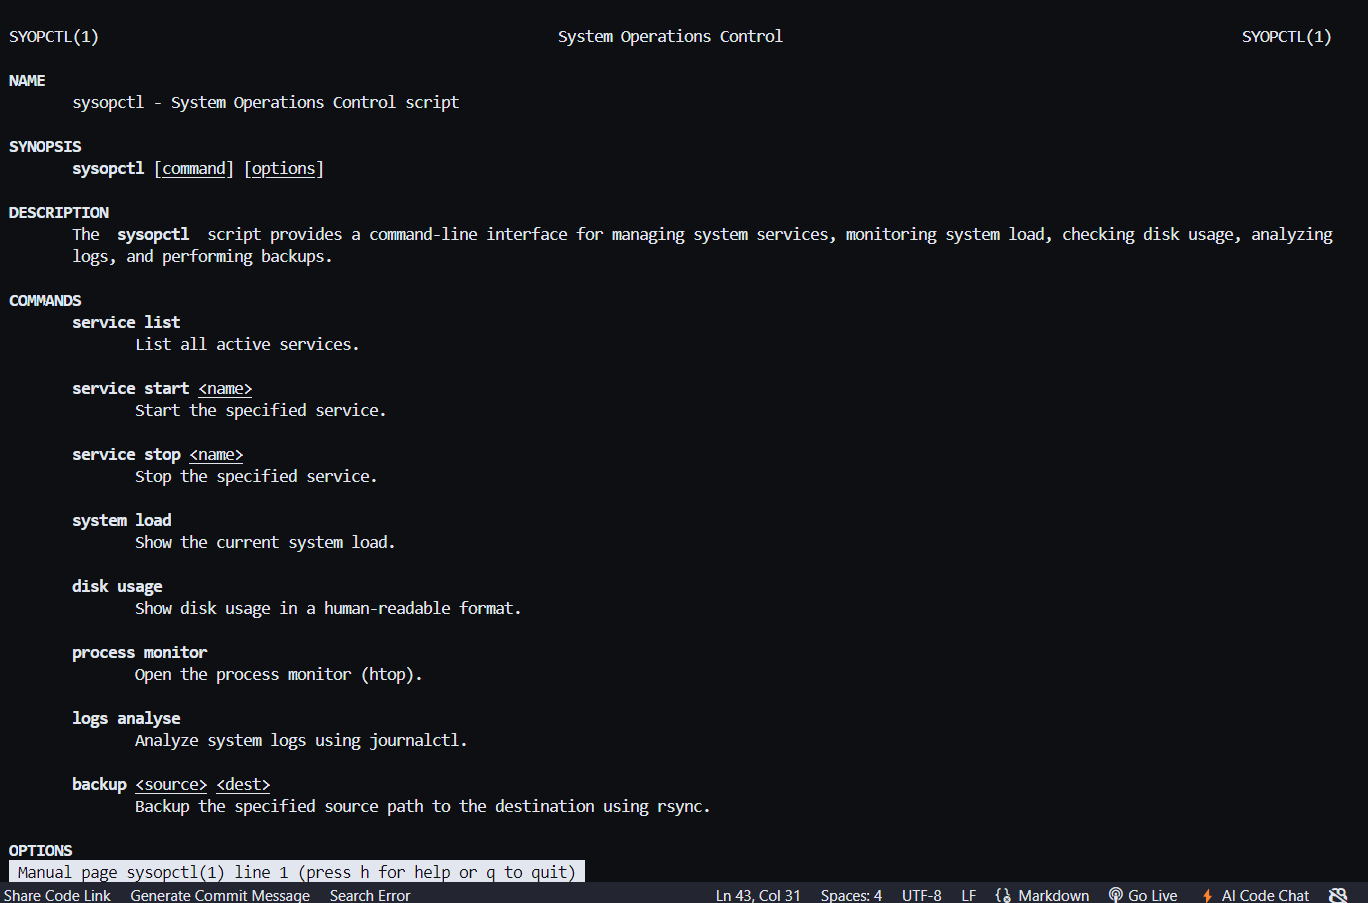 SYOPCTL(1) System Operations Control SYOPCTL(1)
NAME
sysopctl - System Operations Control script
SYNOPSIS
sysopctl [command] [options]
DESCRIPTION
The sysopctl script provides a command-line interface for managing system services, monitoring system load, checking disk usage, analyzing
logs, and performing backups.
COMMANDS
service list
List all active services.
service start <name>
Start the specified service.
service stop <name>
Stop the specified service.
system load
Show the current system load.
disk usage
Show disk usage in a human-readable format.
process monitor
Open the process monitor (htop).
logs analyse
Analyze system logs using journalctl.
backup <source> <dest>
Backup the specified source path to the destination using rsync.
OPTIONS
Manual page sysopctl(1) line 1 (press h for help or q to quit)
Share Code Link Generate Commit Message Search Error Ln 43, Col 31 Spaces: 4 UTF-8 LF Markdown Go Live AI Code Chat